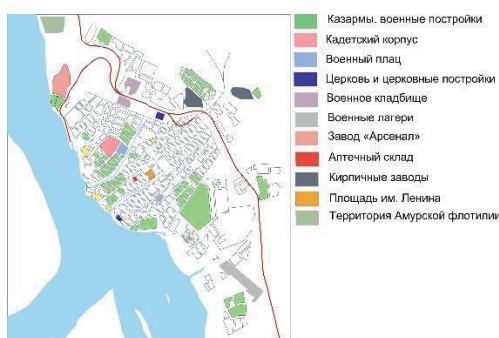 Казармы. военные постройки
Кадетский корпус
Военный плац
Церковь и церковные постройки
Военное кладбище
Военные лагери
Завод «Арсенал»
Аптечный склад
Кирпичные заводы
Площадь им. Ленина
Территория Амурской флотилии